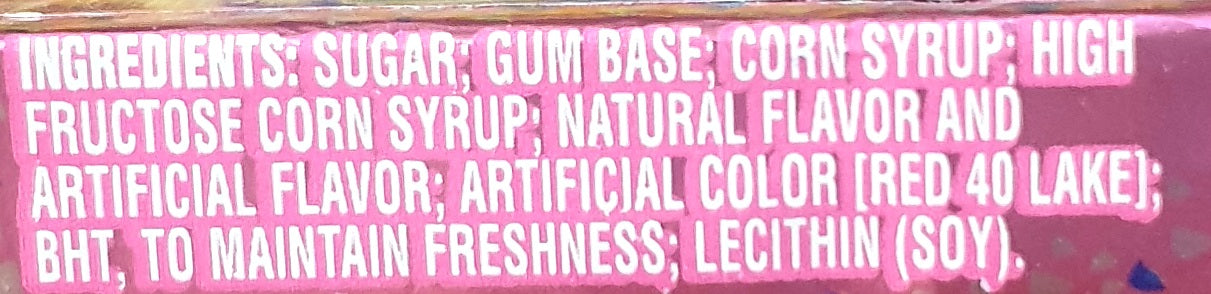 INGREDIENTS: SUGAR; GUM BASE; CORN SYRUP; HIGH
FRUCTOSE CORN SYRUP; NATURAL FLAVOR AND
ARTIFICIAL FLAVOR; ARTIFICIAL COLOR [RED 40 LAKE];
BHT, TO MAINTAIN FRESHNESS; LECITHIN (SOY).